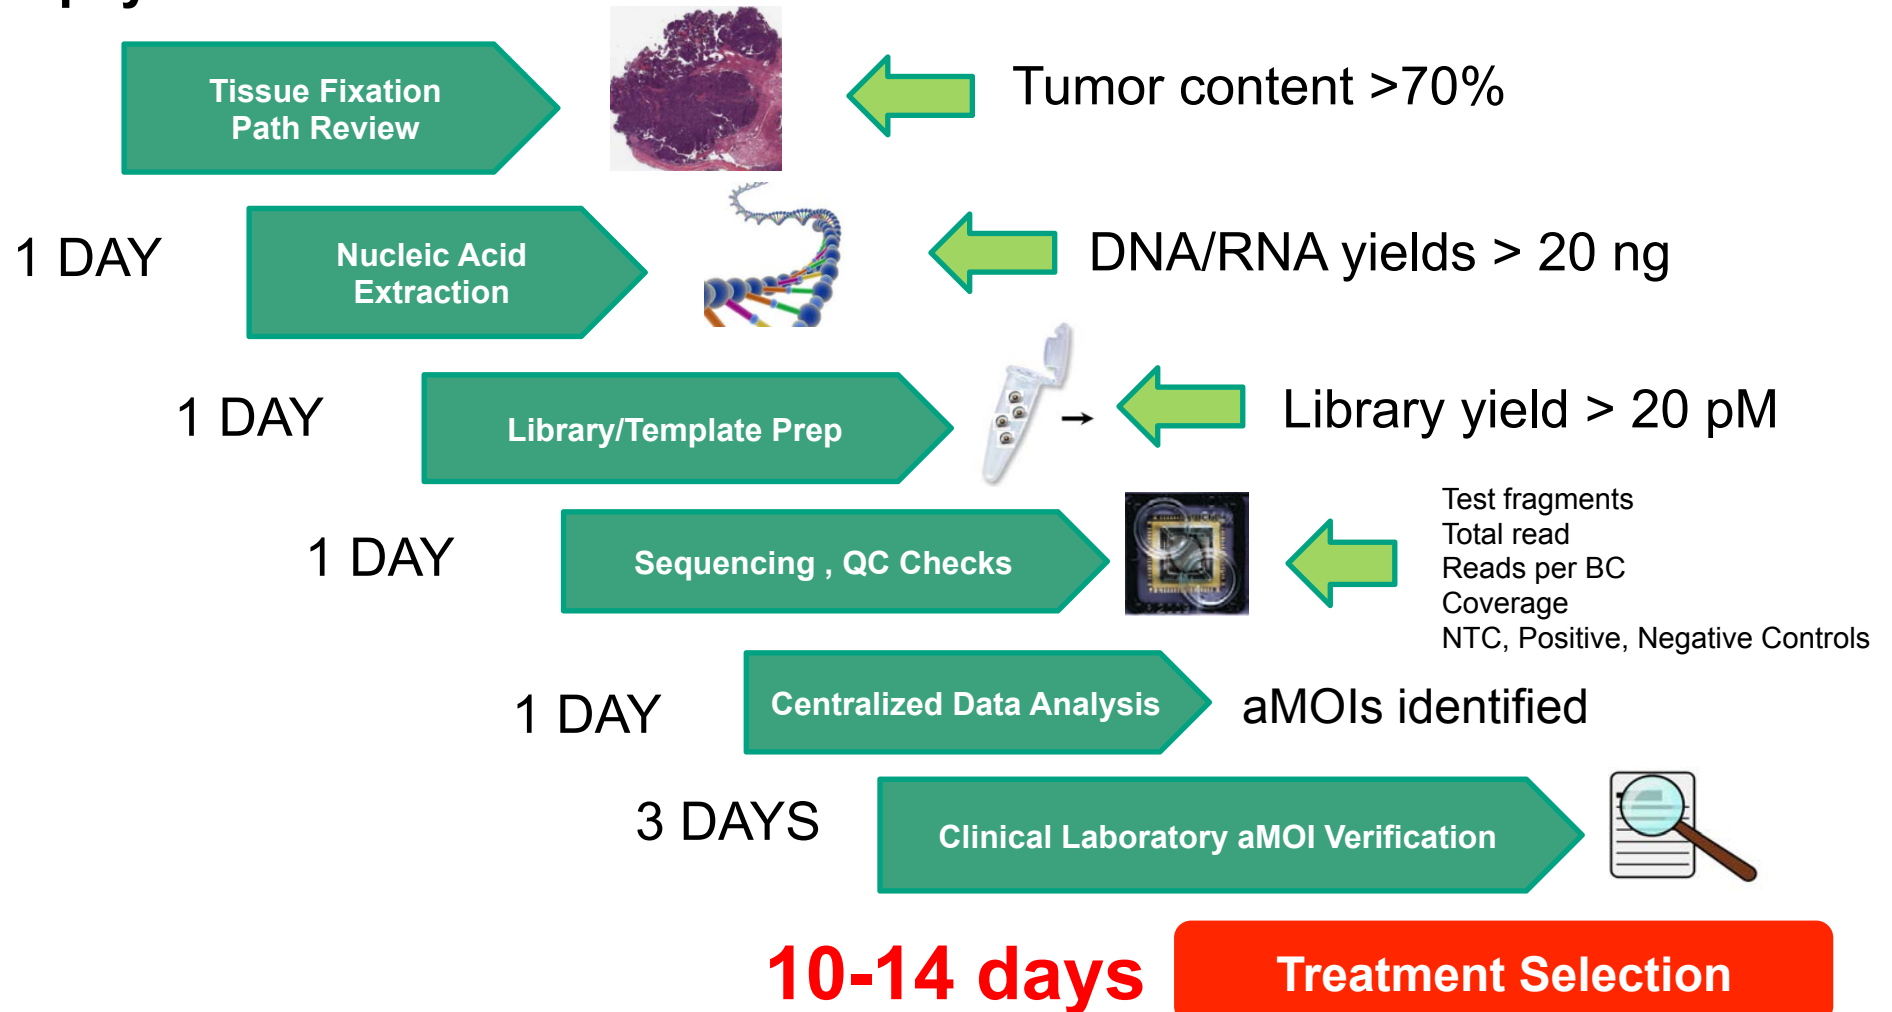 Tissue Fixation
Path Review
Tumor content >70%
1 DAY
Nucleic Acid
Extraction
DNA/RNA yields > 20 ng
1 DAY
Library/Template Prep
Library yield > 20 pM
1 DAY
Sequencing , QC Checks
Test fragments
Total read
Reads per BC
Coverage
NTC, Positive, Negative Controls
1 DAY
Centralized Data Analysis
aMOIs identified
3 DAYS
Clinical Laboratory aMOI Verification
10-14 days
Treatment Selection